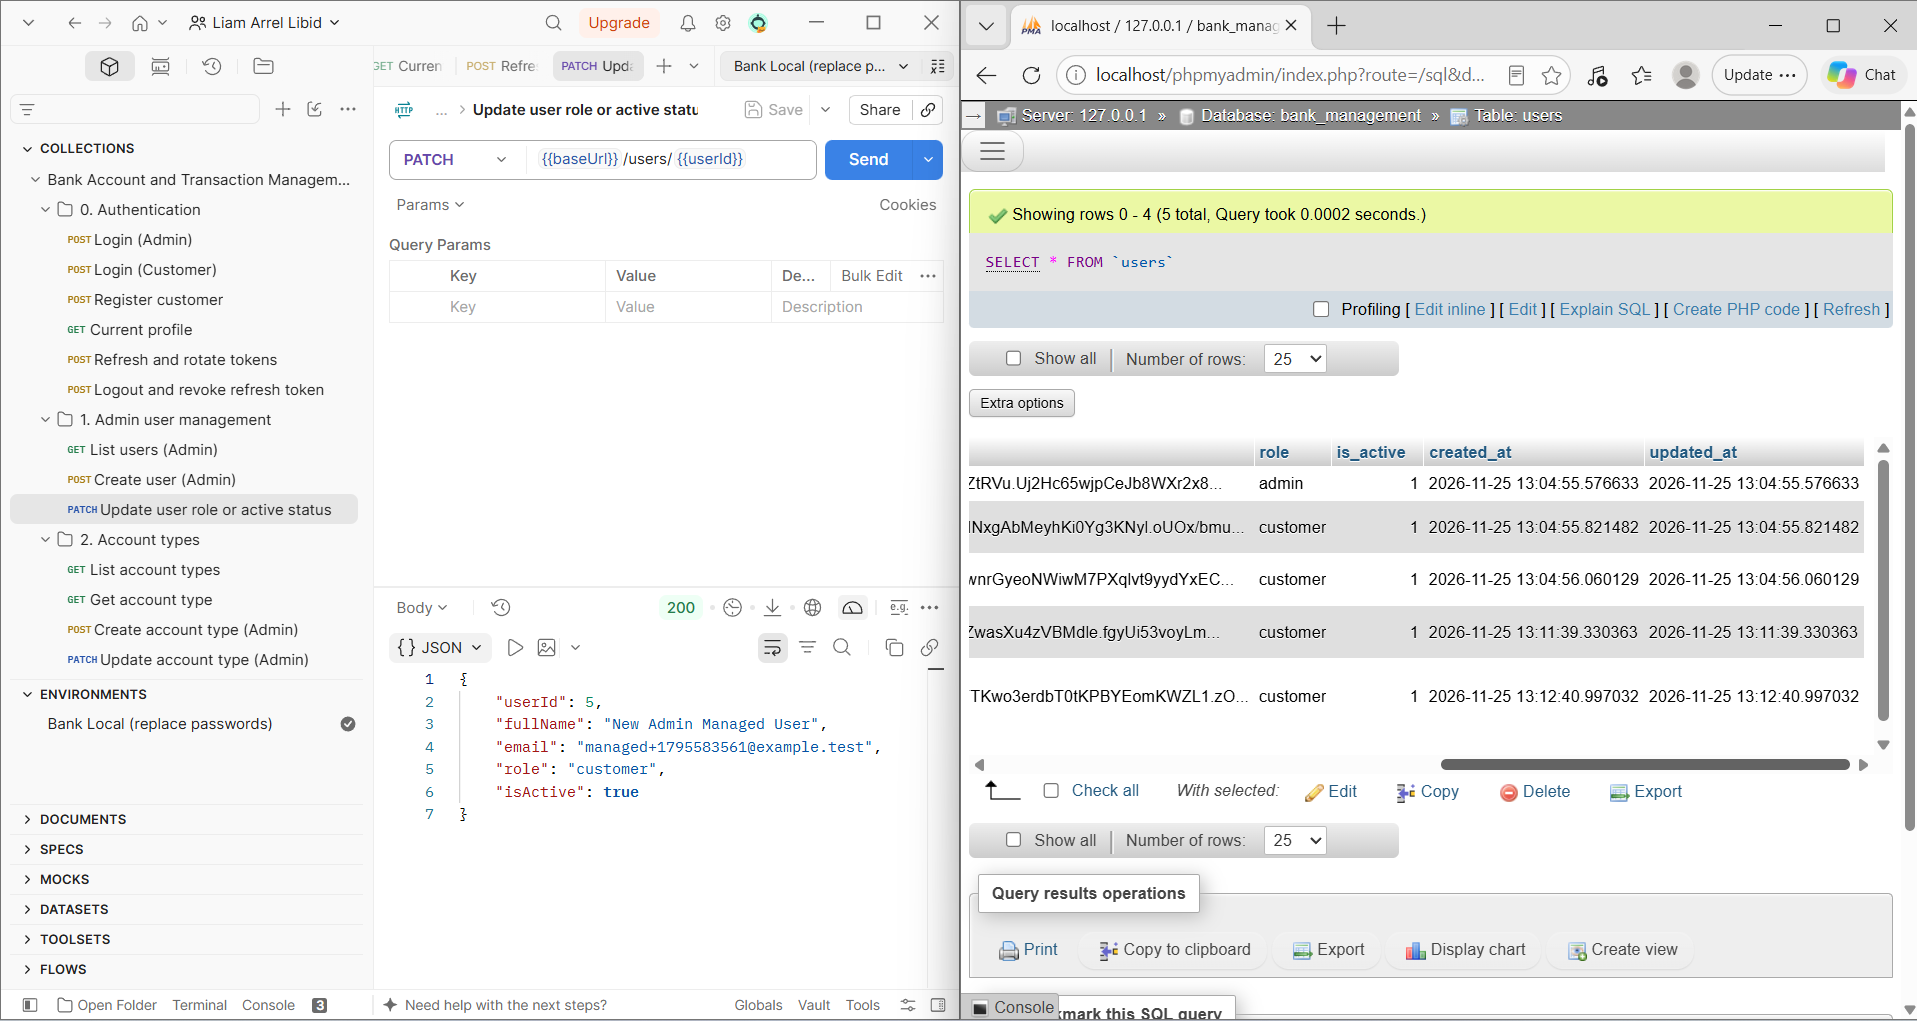 Liam Arrel Libid
Upgrade
GET Curren
POST Refre
PATCH Upda
Bank Local (replace p...
HTTP
...
Update user role or active statu
Save
Share
COLLECTIONS
Bank Account and Transaction Managem...
0. Authentication
POST Login (Admin)
POST Login (Customer)
POST Register customer
GET Current profile
POST Refresh and rotate tokens
POST Logout and revoke refresh token
1. Admin user management
GET List users (Admin)
POST Create user (Admin)
PATCH Update user role or active status
2. Account types
GET List account types
GET Get account type
POST Create account type (Admin)
PATCH Update account type (Admin)
ENVIRONMENTS
Bank Local (replace passwords)
DOCUMENTS
SPECS
MOCKS
DATASETS
TOOLSETS
FLOWS
PATCH
{{baseUrl}} /users/ {{userId}}
Send
Params
Cookies
Query Params
Key Value De... Bulk Edit
Key Value Description
Body
200
e.g.
{} JSON
1 {
2 "userId": 5,
3 "fullName": "New Admin Managed User",
4 "email": "managed+1795583561@example.test",
5 "role": "customer",
6 "isActive": true
7 }
Open Folder Terminal Console 3
Need help with the next steps?
Globals Vault Tools
PMA
localhost / 127.0.0.1 / bank_manag
localhost/phpmyadmin/index.php?route=/sql&d...
Update
Chat
Server: 127.0.0.1 » Database: bank_management » Table: users
Showing rows 0 - 4 (5 total, Query took 0.0002 seconds.)
SELECT * FROM `users`
Profiling [ Edit inline ] [ Edit ] [ Explain SQL ] [ Create PHP code ] [ Refresh ]
Show all Number of rows: 25
Extra options
role is_active created_at updated_at
ZtRVu.Uj2Hc65wjpCeJb8WXr2x8... admin 1 2026-11-25 13:04:55.576633 2026-11-25 13:04:55.576633
NxgAbMeyhKi0Yg3KNyl.oUOx/bmu... customer 1 2026-11-25 13:04:55.821482 2026-11-25 13:04:55.821482
wnrGyeoNWiwM7PXqlvt9yydYxEC... customer 1 2026-11-25 13:04:56.060129 2026-11-25 13:04:56.060129
ZwasXu4zVBMdle.fgyUi53voyLm... customer 1 2026-11-25 13:11:39.330363 2026-11-25 13:11:39.330363
TKwo3erdbT0tKPBYEomKWZL1.zO... customer 1 2026-11-25 13:12:40.997032 2026-11-25 13:12:40.997032
Check all With selected: Edit Copy Delete Export
Show all Number of rows: 25
Query results operations
Print Copy to clipboard Export Display chart Create view
Console
kmark this SQL query